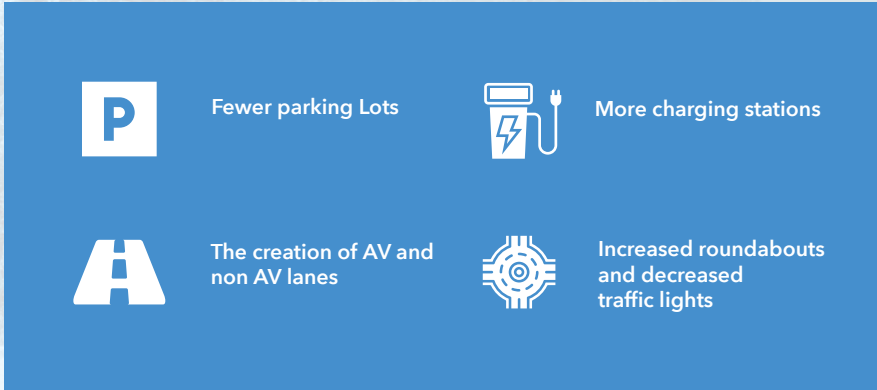 P
Fewer parking Lots
More charging stations
The creation of AV and
non AV lanes
Increased roundabouts
and decreased
traffic lights